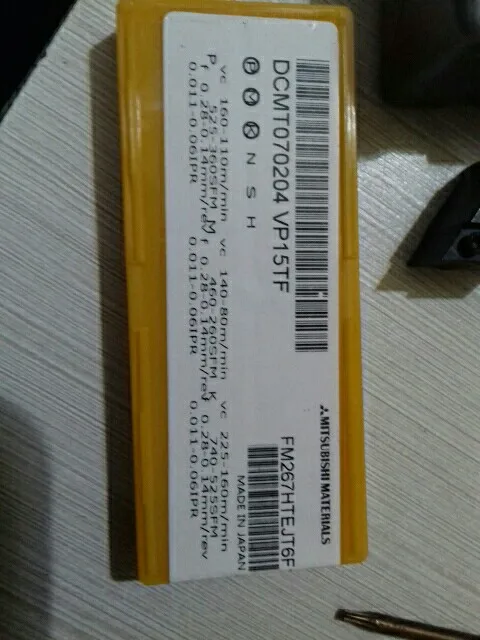 MITSUBISHI MATERIALS
DCMT070204 VP15TF
FM267HTEJT6F
MADE IN JAPAN
P M K N S H
vc 160-110m/min vc 140-80m/min vc 225-160m/min
P 525-360SFM M 460-260SFM K 740-525SFM
f 0.28-0.14mm/rev f 0.28-0.14mm/rev 0.28-0.14mm/rev
0.011-0.06IPR 0.011-0.06IPR 0.011-0.06IPR